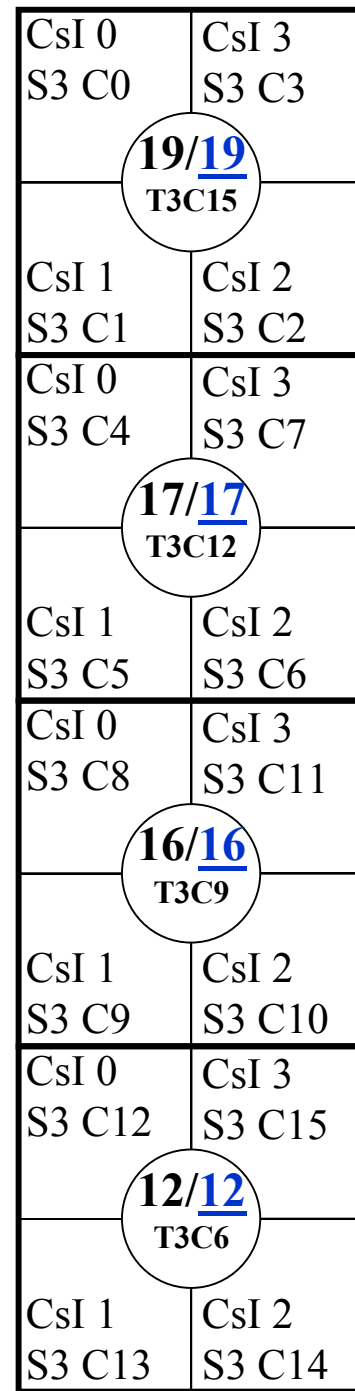 CsI 0
S3 C0
CsI 3
S3 C3
19/19
T3C15
CsI 1
S3 C1
CsI 2
S3 C2
CsI 0
S3 C4
CsI 3
S3 C7
17/17
T3C12
CsI 1
S3 C5
CsI 2
S3 C6
CsI 0
S3 C8
CsI 3
S3 C11
16/16
T3C9
CsI 1
S3 C9
CsI 2
S3 C10
CsI 0
S3 C12
CsI 3
S3 C15
12/12
T3C6
CsI 1
S3 C13
CsI 2
S3 C14